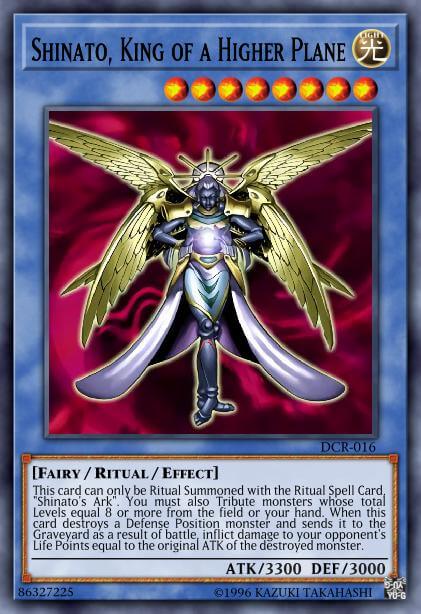 Shinato, King of a Higher Plane
LIGHT
光
DCR-016
[Fairy / Ritual / Effect]
This card can only be Ritual Summoned with the Ritual Spell Card,
"Shinato's Ark". You must also Tribute monsters whose total
Levels equal 8 or more from the field or your hand. When this
card destroys a Defense Position monster and sends it to the
Graveyard as a result of battle, inflict damage to your opponent's
Life Points equal to the original ATK of the destroyed monster.
ATK/3300 DEF/3000
86327225
©1996 KAZUKI TAKAHASHI